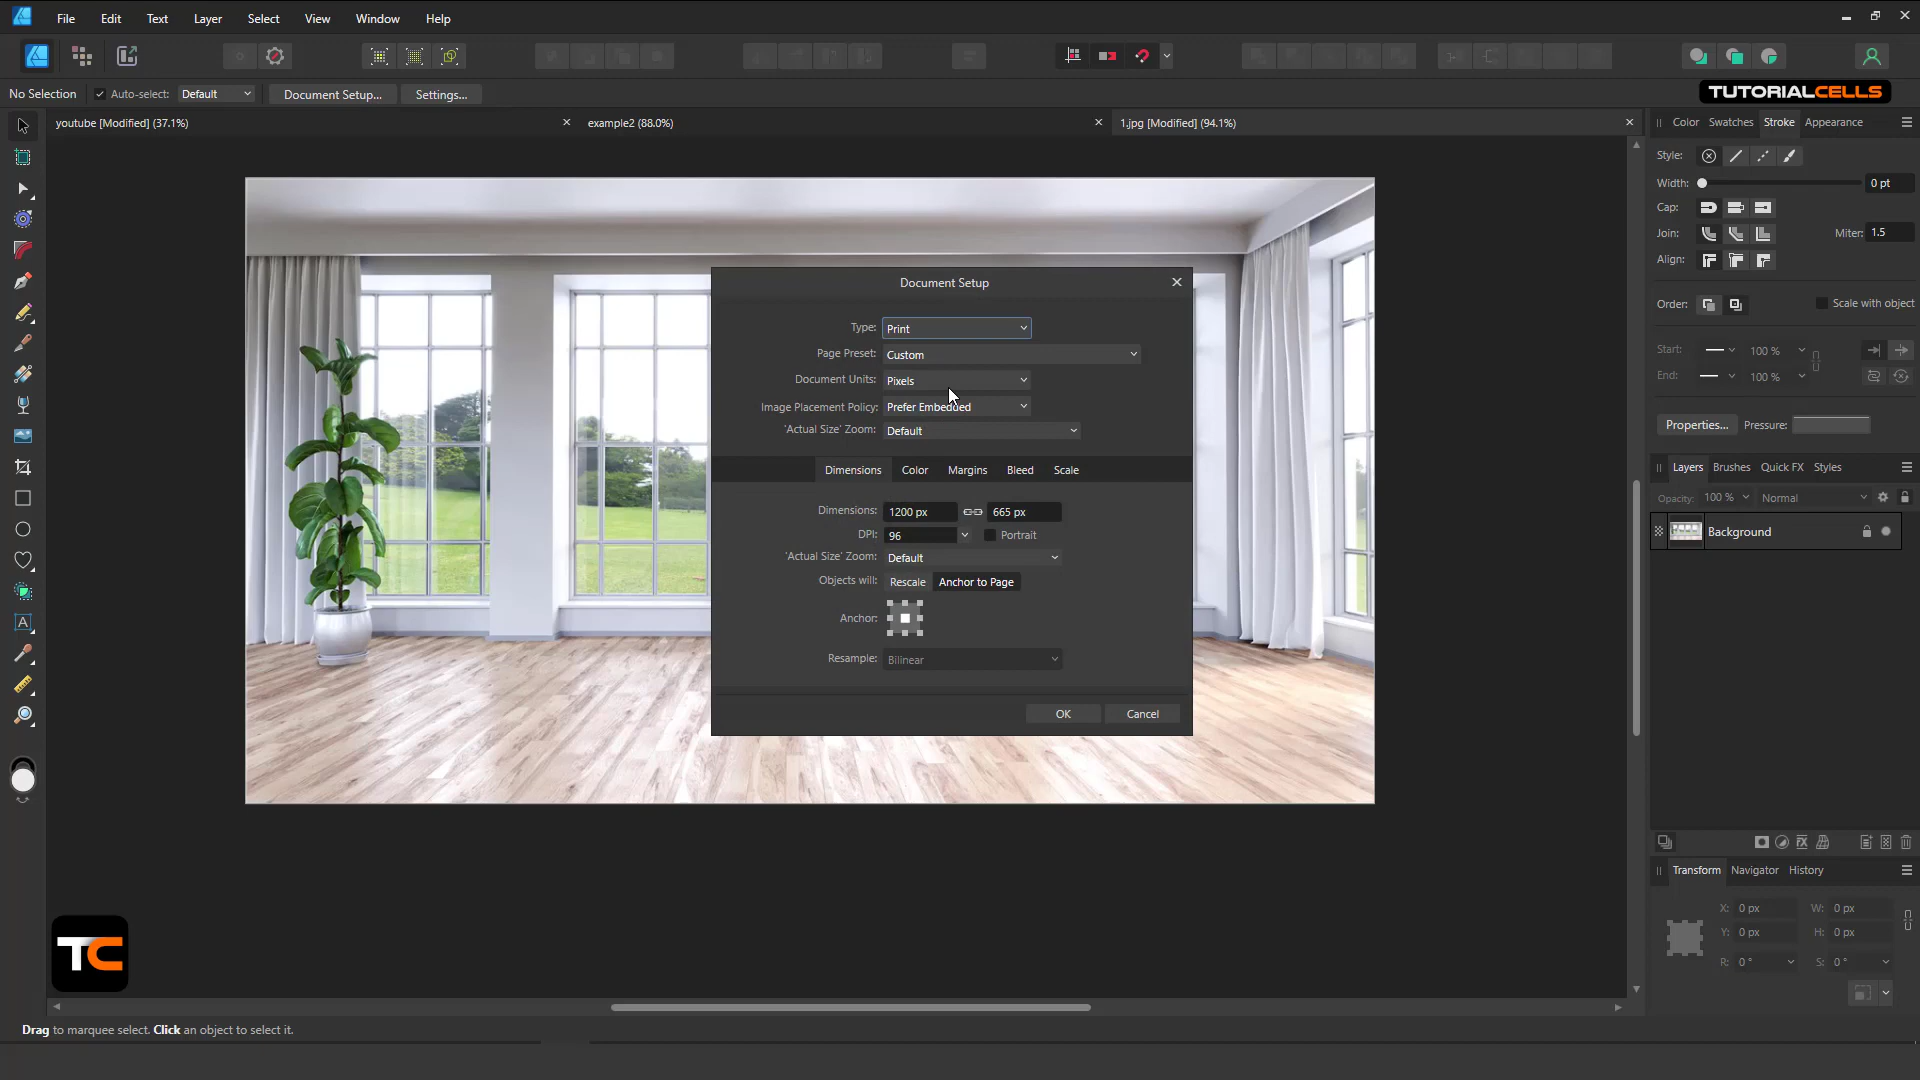 File Edit Text Layer Select View Window Help
No Selection Auto-select: Default Document Setup... Settings...
TUTORIALCELLS
youtube [Modified] (37.1%)
example2 (88.0%)
1.jpg [Modified] (94.1%)
Color Swatches Stroke Appearance
Style:
Width: 0 pt
Cap:
Join: Miter: 1.5
Align:
Order: Scale with object
Start: 100 %
End: 100 %
Properties... Pressure:
Document Setup
Type: Print
Page Preset: Custom
Document Units: Pixels
Image Placement Policy: Prefer Embedded
'Actual Size' Zoom: Default
Dimensions Color Margins Bleed Scale
Dimensions: 1200 px 665 px
DPI: 96 Portrait
'Actual Size' Zoom: Default
Objects will: Rescale Anchor to Page
Anchor:
Resample: Bilinear
OK Cancel
Layers Brushes Quick FX Styles
Opacity: 100 % Normal
Background
Transform Navigator History
X: 0 px W: 0 px
Y: 0 px H: 0 px
R: 0 ° S: 0 °
TC
Drag to marquee select. Click an object to select it.